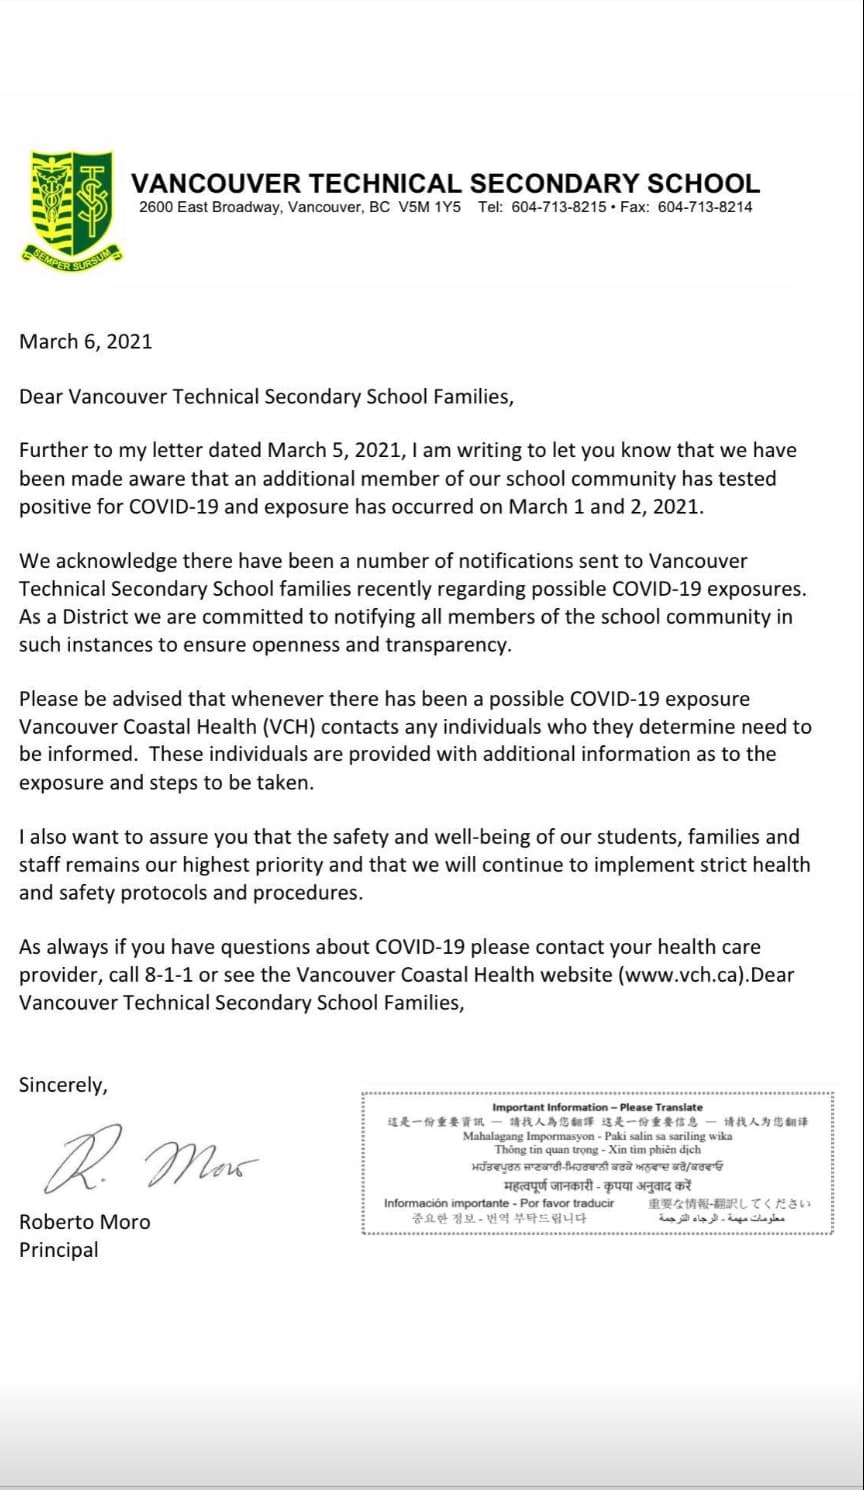 VANCOUVER TECHNICAL SECONDARY SCHOOL
2600 East Broadway, Vancouver, BC V5M 1Y5 Tel: 604-713-8215 • Fax: 604-713-8214
SEMPER SURSUM
March 6, 2021
Dear Vancouver Technical Secondary School Families,
Further to my letter dated March 5, 2021, I am writing to let you know that we have
been made aware that an additional member of our school community has tested
positive for COVID-19 and exposure has occurred on March 1 and 2, 2021.
We acknowledge there have been a number of notifications sent to Vancouver
Technical Secondary School families recently regarding possible COVID-19 exposures.
As a District we are committed to notifying all members of the school community in
such instances to ensure openness and transparency.
Please be advised that whenever there has been a possible COVID-19 exposure
Vancouver Coastal Health (VCH) contacts any individuals who they determine need to
be informed. These individuals are provided with additional information as to the
exposure and steps to be taken.
I also want to assure you that the safety and well-being of our students, families and
staff remains our highest priority and that we will continue to implement strict health
and safety protocols and procedures.
As always if you have questions about COVID-19 please contact your health care
provider, call 8-1-1 or see the Vancouver Coastal Health website (www.vch.ca).Dear
Vancouver Technical Secondary School Families,
Sincerely,
R. Moro
Roberto Moro
Principal
Important Information – Please Translate
這是一份重要資訊 — 請找人為您翻譯 这是一份重要信息 — 请找人为您翻译
Mahalagang Impormasyon - Paki salin sa sariling wika
Thông tin quan trọng - Xin tìm phiên dịch
ਮਹੱਤਵਪੂਰਨ ਜਾਣਕਾਰੀ-ਮਿਹਰਬਾਨੀ ਕਰਕੇ ਅਨੁਵਾਦ ਕਰੋ/ਕਰਵਾਓ
महत्वपूर्ण जानकारी - कृपया अनुवाद करें
Información importante - Por favor traducir 重要な情報-翻訳してください
중요한 정보 - 번역 부탁드립니다 معلومات مهمة - الرجاء الترجمة